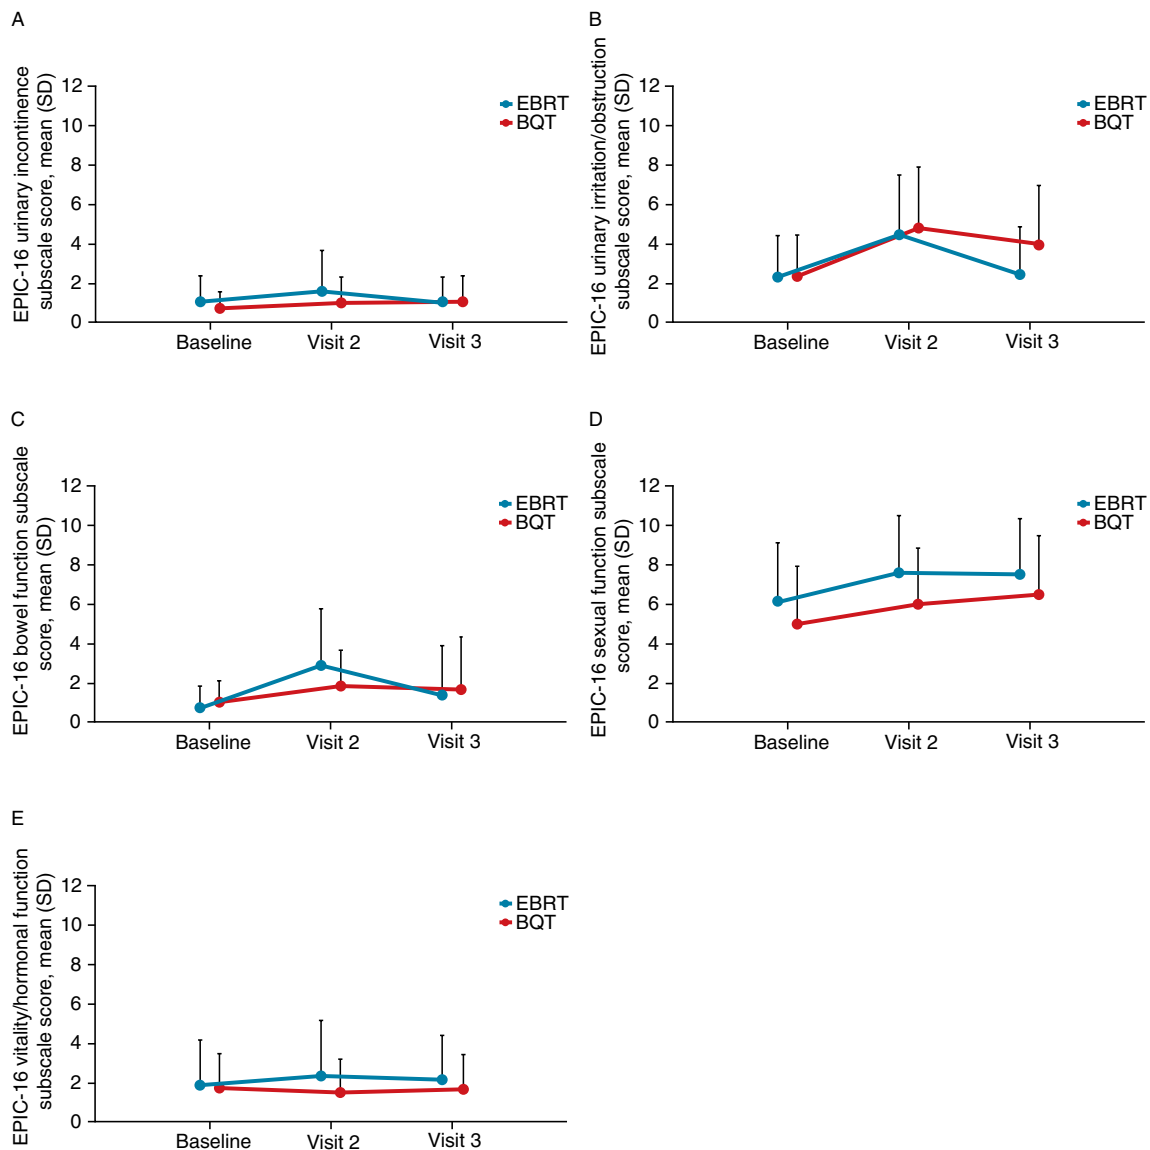 A
EPIC-16 urinary incontinence
subscale score, mean (SD)
12
10
8
6
4
2
0
Baseline
Visit 2
Visit 3
EBRT
BQT
B
EPIC-16 urinary irritation/obstruction
subscale score, mean (SD)
12
10
8
6
4
2
0
Baseline
Visit 2
Visit 3
EBRT
BQT
C
EPIC-16 bowel function subscale
score, mean (SD)
12
10
8
6
4
2
0
Baseline
Visit 2
Visit 3
EBRT
BQT
D
EPIC-16 sexual function subscale
score, mean (SD)
12
10
8
6
4
2
0
Baseline
Visit 2
Visit 3
EBRT
BQT
E
EPIC-16 vitality/hormonal function
subscale score, mean (SD)
12
10
8
6
4
2
0
Baseline
Visit 2
Visit 3
EBRT
BQT